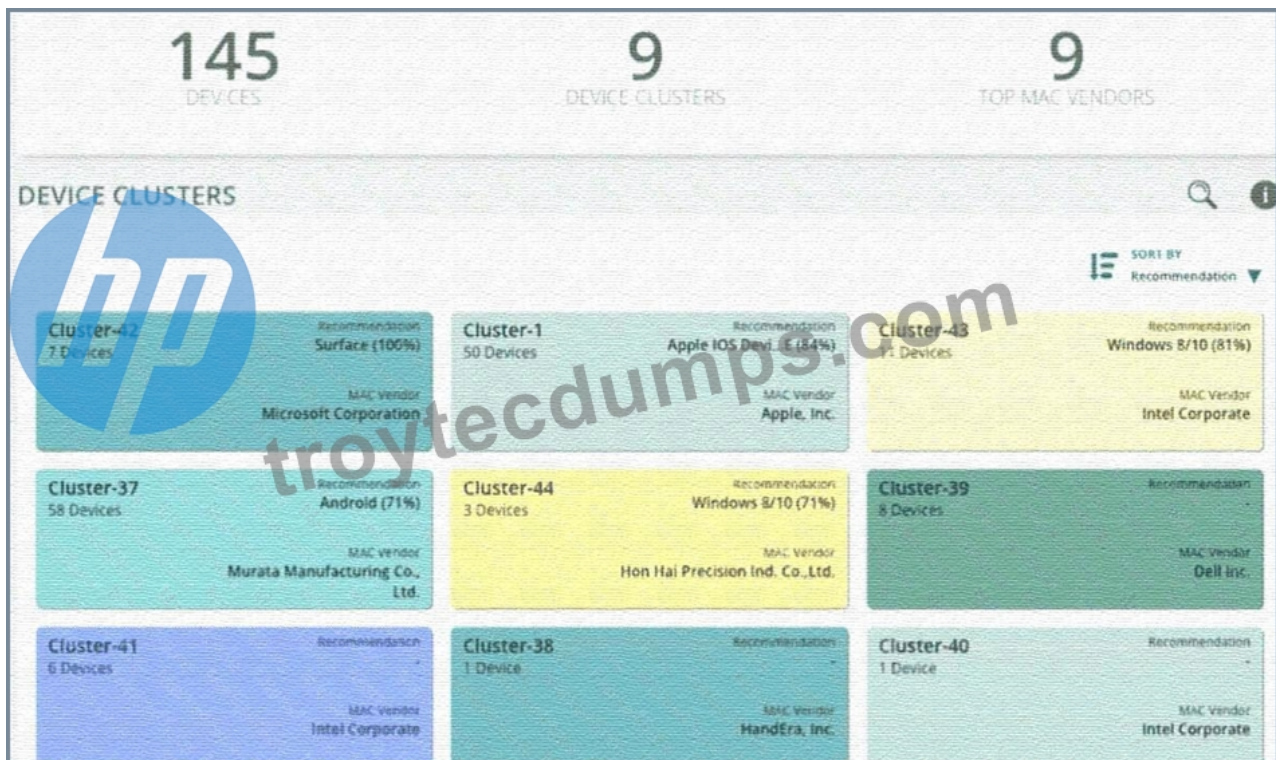 145
DEVICES
9
DEVICE CLUSTERS
9
TOP MAC VENDORS
DEVICE CLUSTERS
hp
SORT BY
Recommendation
Cluster-42
7 Devices
Recommendation
Surface (100%)
MAC Vendor
Microsoft Corporation
Cluster-1
50 Devices
Recommendation
Apple IOS Devi.. E (84%)
MAC Vendor
Apple, Inc.
Cluster-43
11 Devices
Recommendation
Windows 8/10 (81%)
MAC Vendor
Intel Corporate
troytecdumps.com
Cluster-37
58 Devices
Recommendation
Android (71%)
MAC Vendor
Murata Manufacturing Co.,
Ltd.
Cluster-44
3 Devices
Recommendation
Windows 8/10 (71%)
MAC Vendor
Hon Hai Precision Ind. Co.,Ltd.
Cluster-39
8 Devices
Recommendation
-
MAC Vendor
Dell Inc.
Cluster-41
6 Devices
Recommendation
-
MAC Vendor
Intel Corporate
Cluster-38
1 Device
Recommendation
-
MAC Vendor
HandEra, Inc.
Cluster-40
1 Device
Recommendation
-
MAC Vendor
Intel Corporate